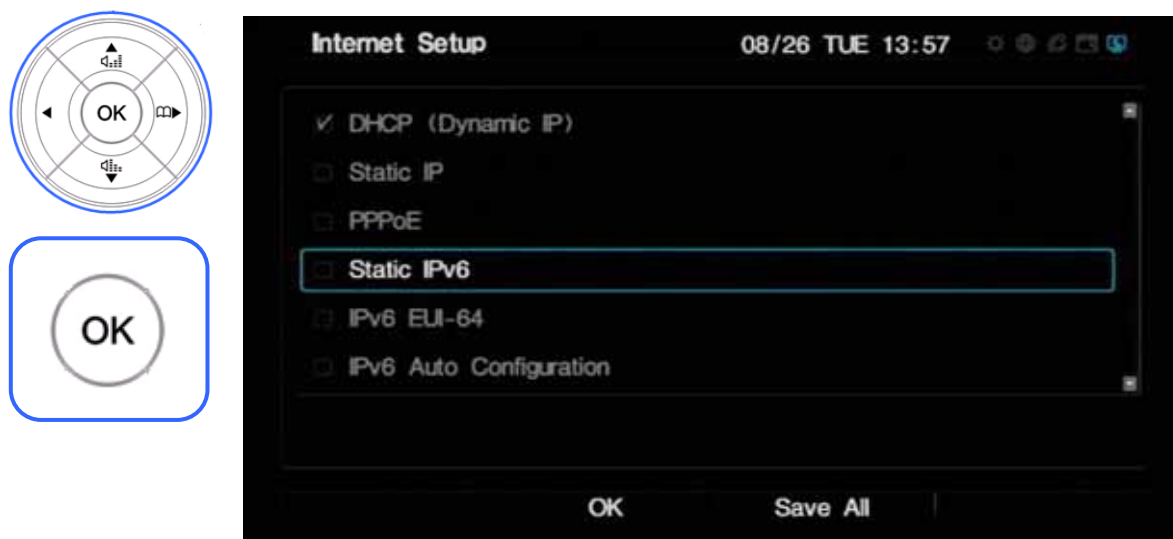 OK
OK
Internet Setup 08/26 TUE 13:57
DHCP (Dynamic IP)
Static IP
PPPoE
Static IPv6
IPv6 EUI-64
IPv6 Auto Configuration
OK Save All